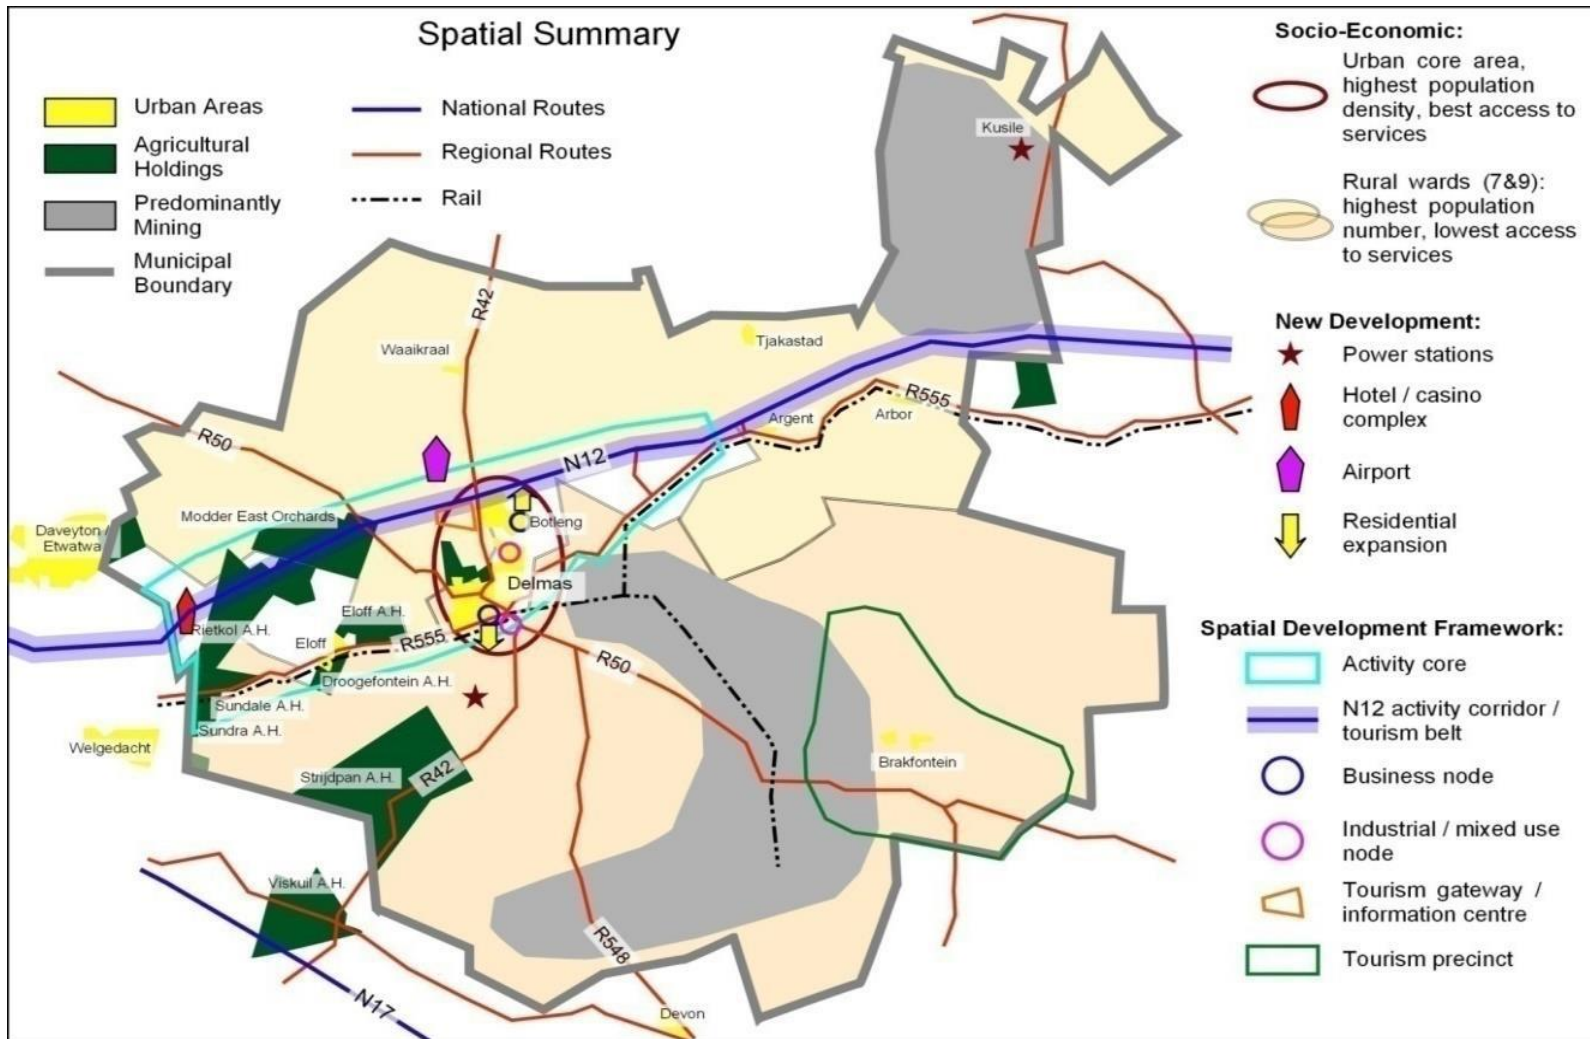 Spatial Summary
Urban Areas
Agricultural
Holdings
Predominantly
Mining
Municipal
Boundary
National Routes
Regional Routes
Rail
Socio-Economic:
Urban core area,
highest population
density, best access to
services
Rural wards (7&9):
highest population
number, lowest access
to services
New Development:
Power stations
Hotel / casino
complex
Airport
Residential
expansion
Spatial Development Framework:
Activity core
N12 activity corridor /
tourism belt
Business node
Industrial / mixed use
node
Tourism gateway /
information centre
Tourism precinct
Kusile
R42
Waaikraal
Tjakastad
R555
Argent
Arbor
R50
N12
Modder East Orchards
Botleng
Daveyton /
Etwatwa
Delmas
Eloff A.H.
Rietkol A.H.
Eloff
R555
R50
Droogefontein A.H.
Sundale A.H.
Sundra A.H.
Welgedacht
Strijdpan A.H.
R42
Brakfontein
Viskuil A.H.
R548
N17
Devon